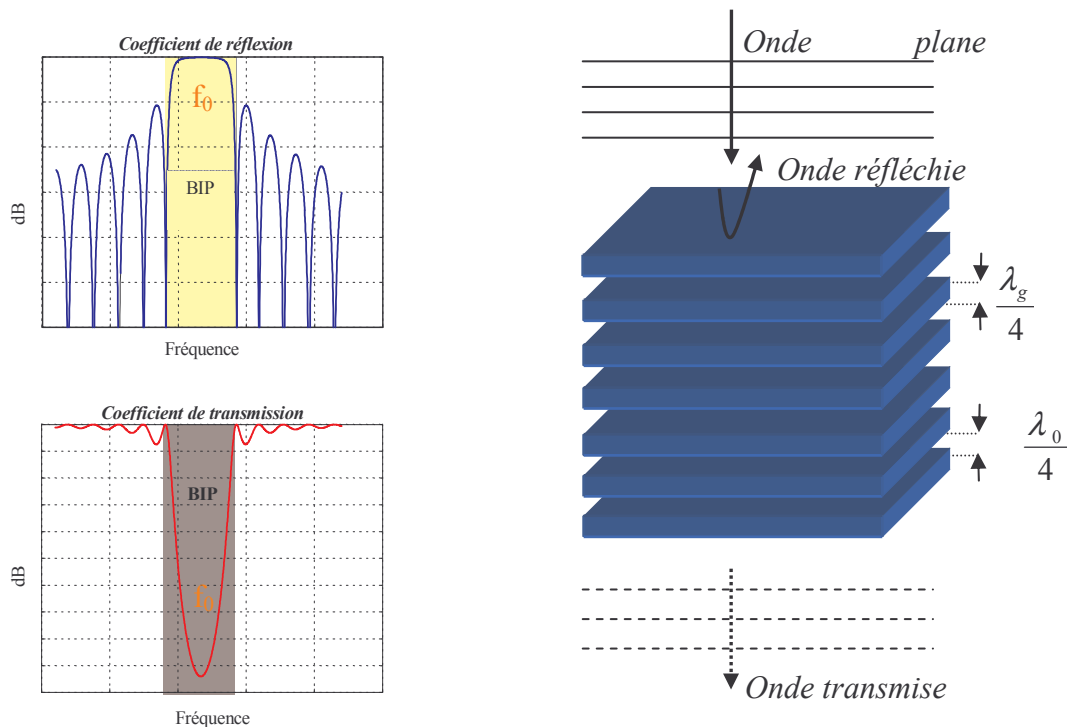 Coefficient de réflexion
f0
BIP
dB
Fréquence
Coefficient de transmission
BIP
f0
dB
Fréquence
Onde plane
Onde réfléchie
λg
4
λ0
4
Onde transmise